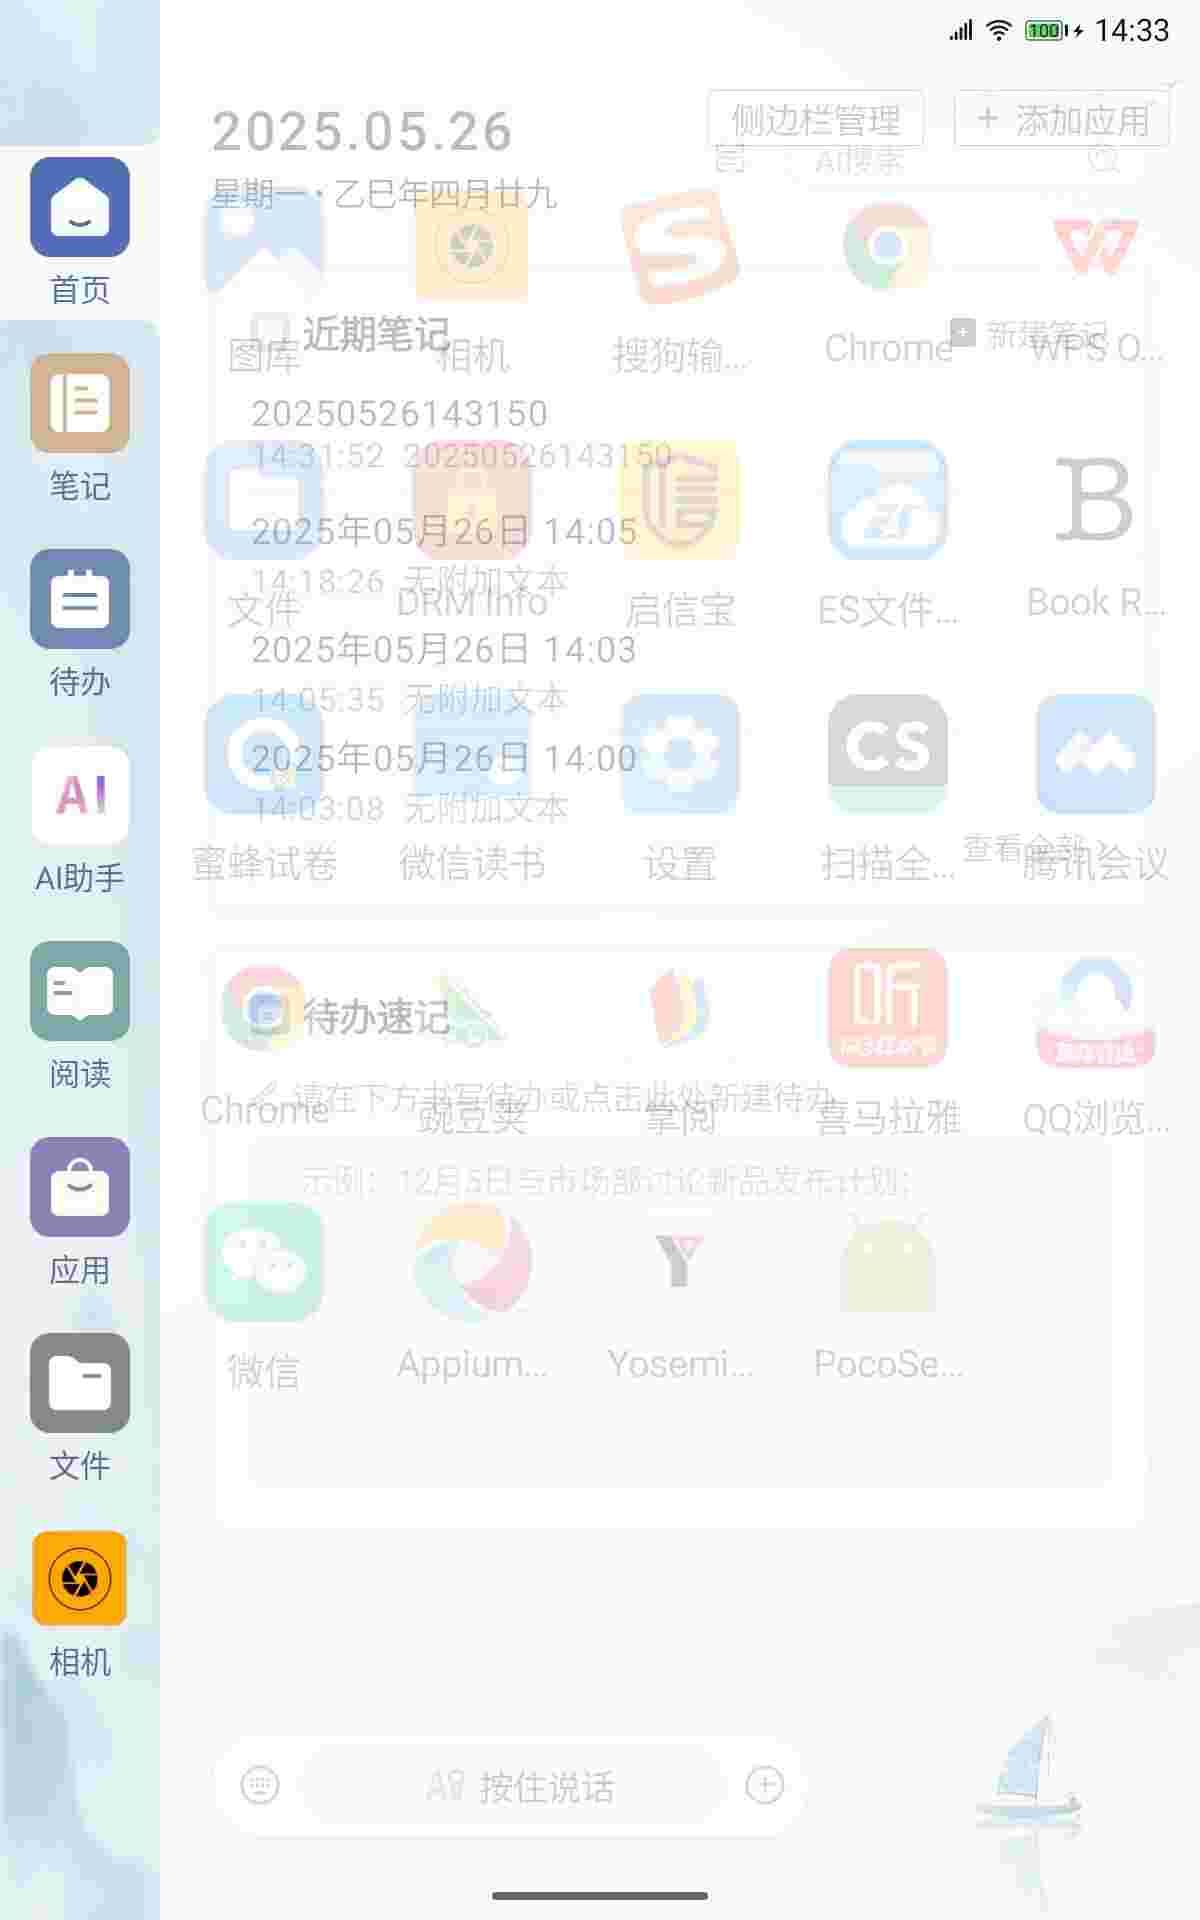 100 14:33
首页
笔记
待办
AI
AI助手
阅读
应用
文件
相机
2025.05.26
星期一 · 乙巳年四月廿九
侧边栏管理
+ 添加应用
AI搜索
近期笔记
新建笔记
20250526143150
14:31:52 20250526143150
2025年05月26日 14:05
14:18:26 无附加文本
2025年05月26日 14:03
14:05:35 无附加文本
2025年05月26日 14:00
14:03:08 无附加文本
查看全部
待办速记
请在下方书写待办或点击此处新建待办
示例：12月5日与市场部讨论新品发布计划；
按住说话
图库
相机
搜狗输...
Chrome
WPS O...
文件
DRM Info
启信宝
ES文件...
Book R...
B
蜜蜂试卷
微信读书
设置
CS
扫描全...
腾讯会议
Chrome
豌豆荚
掌阅
听
喜马拉雅
QQ浏览...
微信
Appium...
Yosemi...
PocoSe...